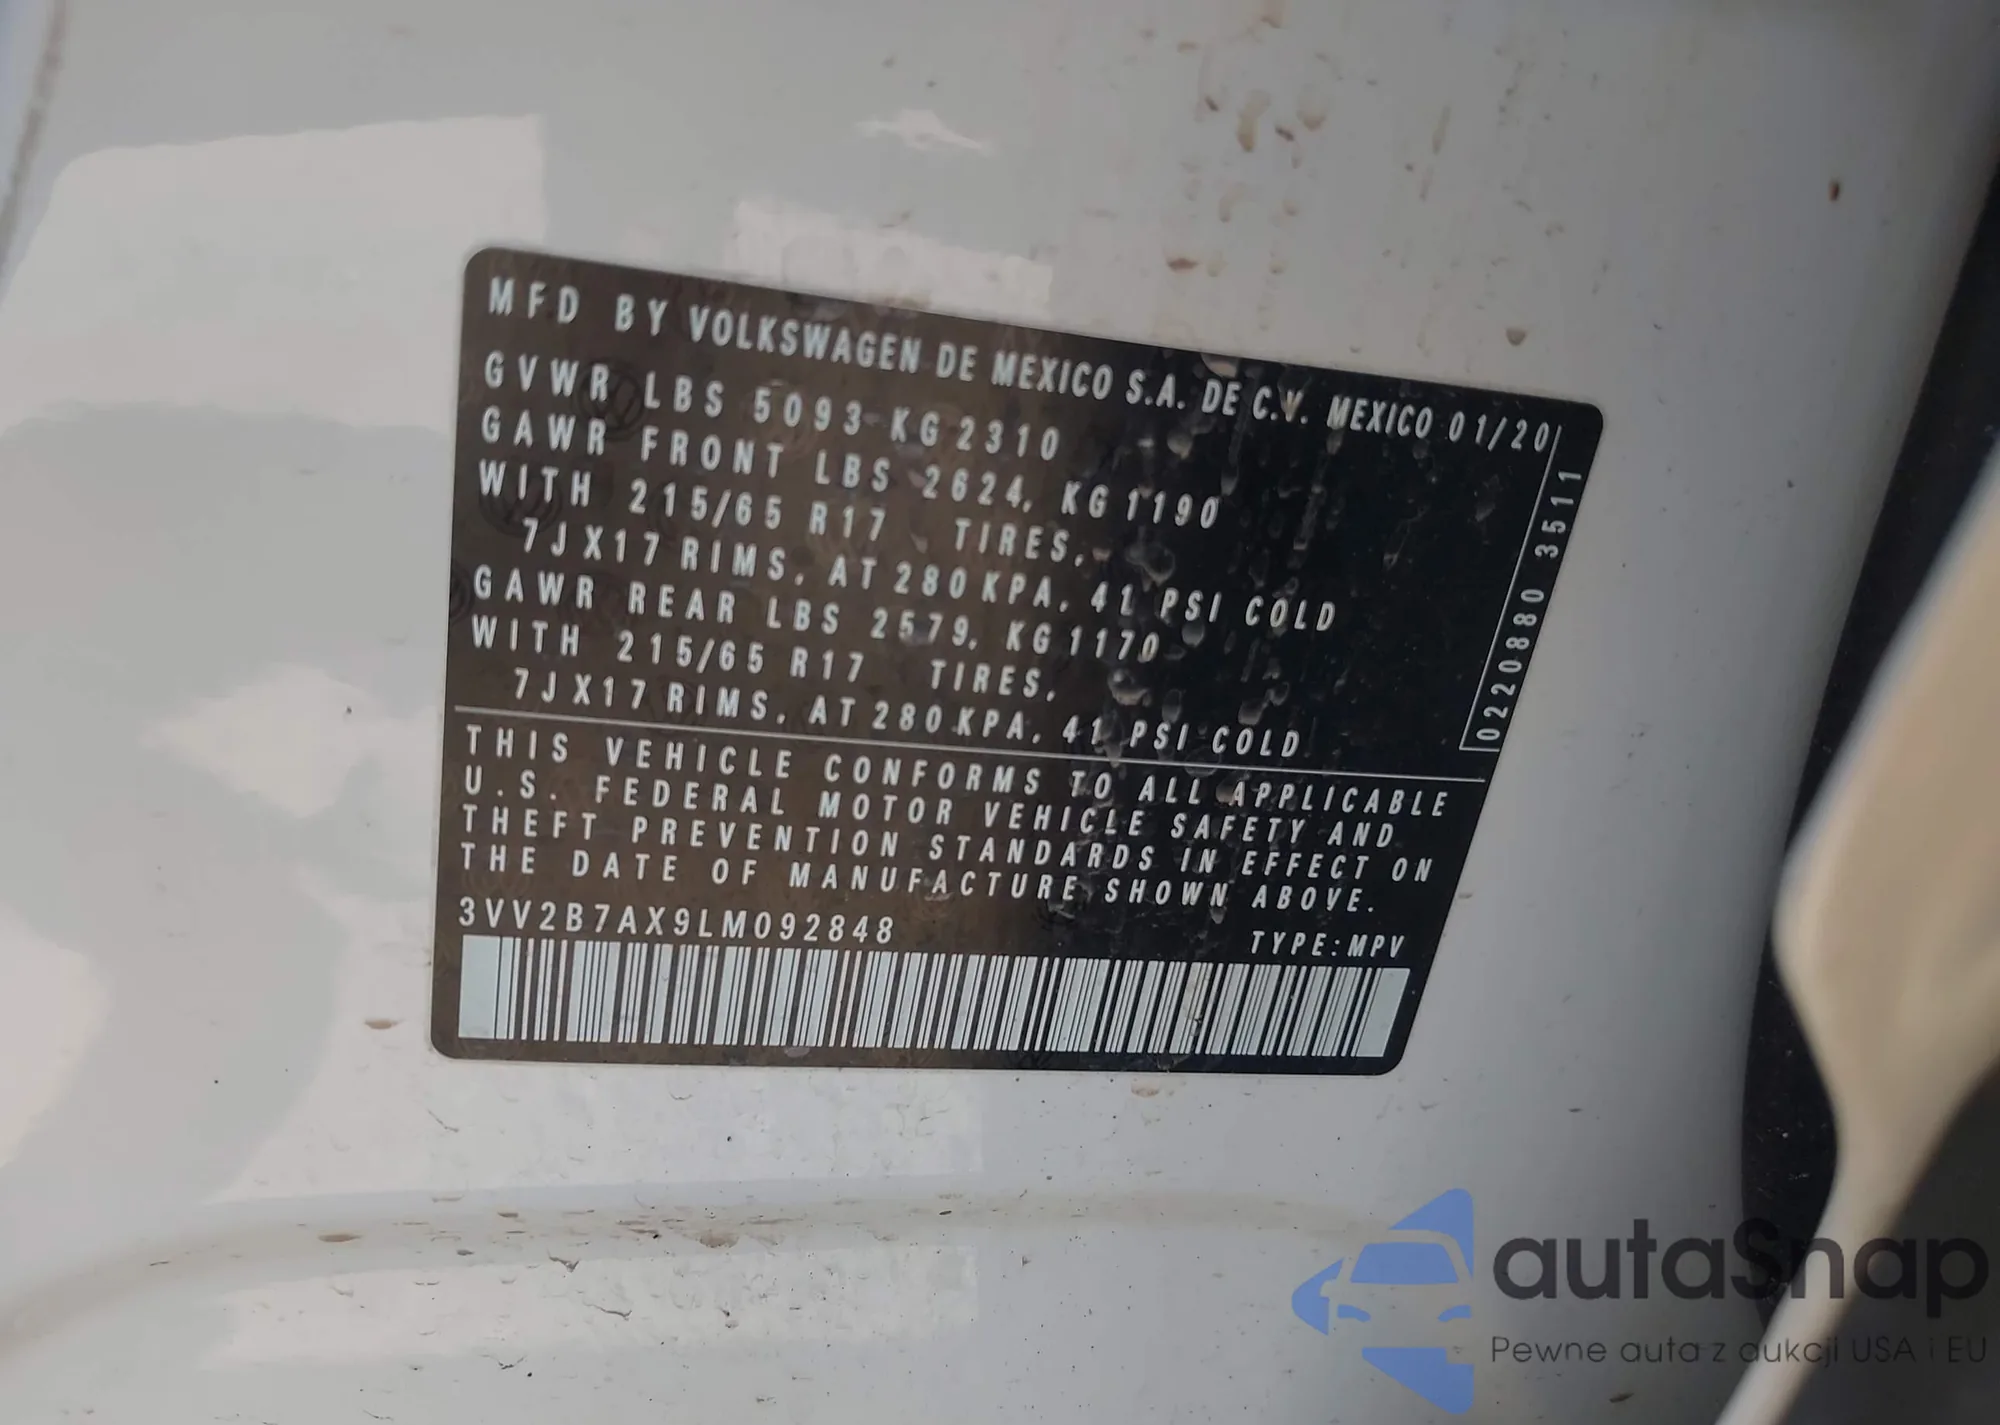 MFD BY VOLKSWAGEN DE MEXICO S.A. DE C.V. MEXICO 01/20
GVWR LBS 5093 KG 2310
GAWR FRONT LBS 2624, KG 1190
WITH 215/65 R17 TIRES,
7JX17 RIMS, AT 280 KPA, 41 PSI COLD
GAWR REAR LBS 2579, KG 1170
WITH 215/65 R17 TIRES,
7JX17 RIMS, AT 280 KPA, 41 PSI COLD
0220880 3511
THIS VEHICLE CONFORMS TO ALL APPLICABLE
U.S. FEDERAL MOTOR VEHICLE SAFETY AND
THEFT PREVENTION STANDARDS IN EFFECT ON
THE DATE OF MANUFACTURE SHOWN ABOVE.
3VV2B7AX9LM092848
TYPE: MPV
autaSnap
Pewne auta z aukcji USA i EU